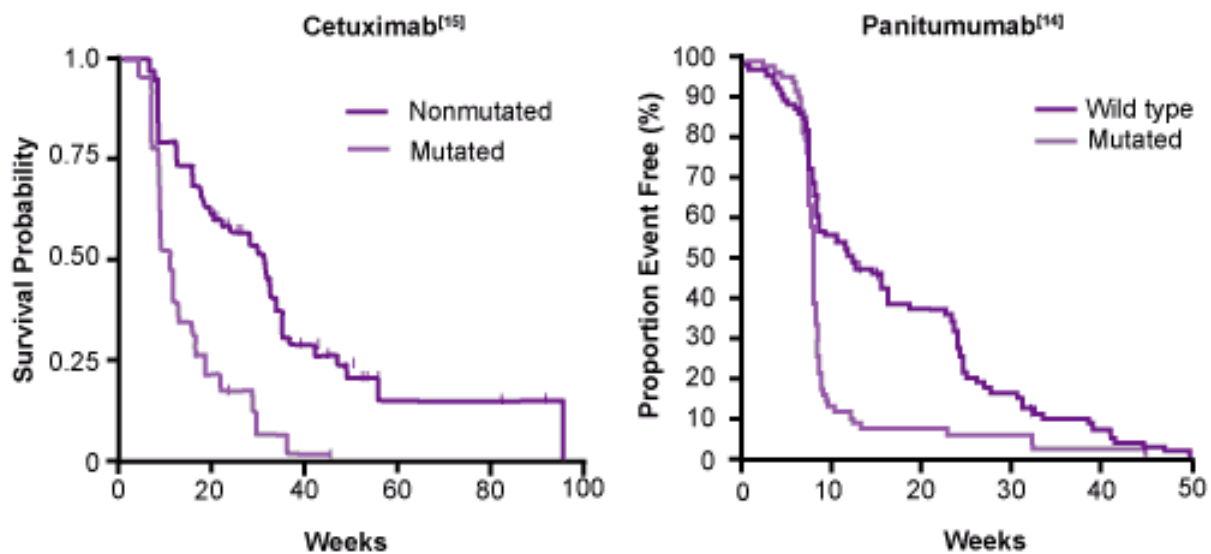 Cetuximab[15]
Survival Probability
1.0
0.75
0.50
0.25
0
Nonmutated
Mutated
0 20 40 60 80 100
Weeks
Panitumumab[14]
Proportion Event Free (%)
100
90
80
70
60
50
40
30
20
10
0
Wild type
Mutated
0 10 20 30 40 50
Weeks